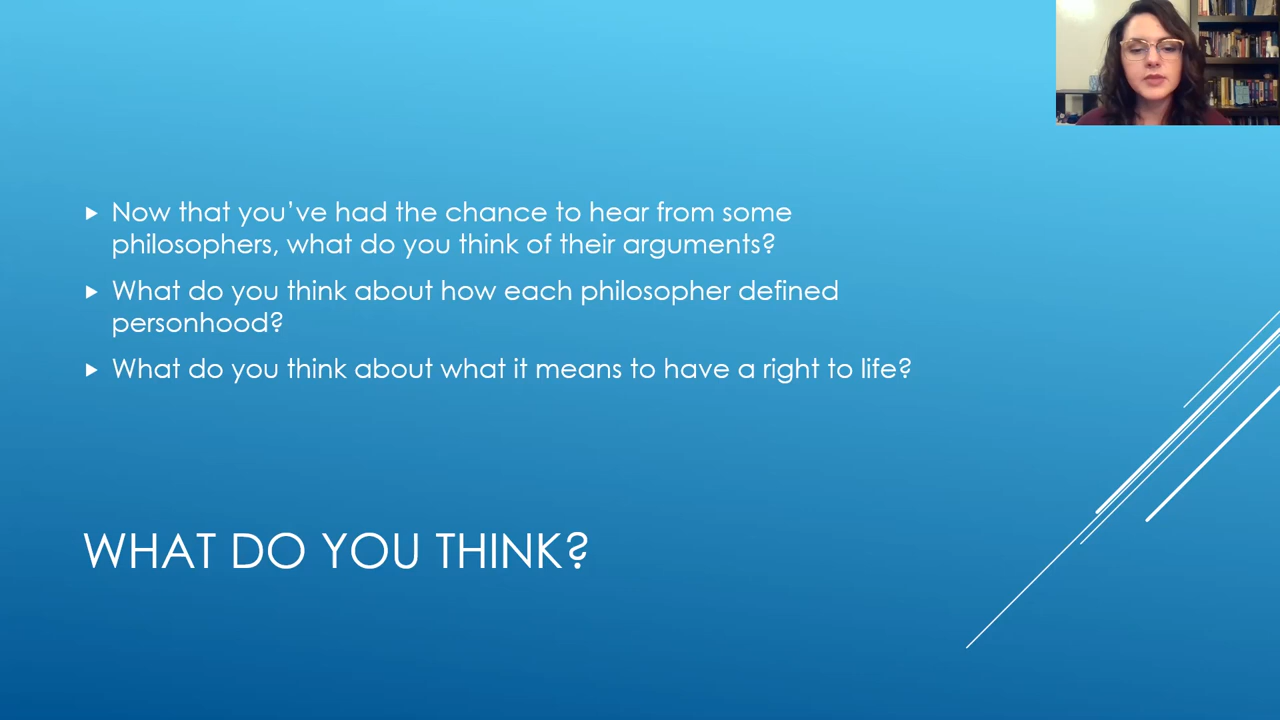 Now that you’ve had the chance to hear from some
philosophers, what do you think of their arguments?
What do you think about how each philosopher defined
personhood?
What do you think about what it means to have a right to life?
WHAT DO YOU THINK?